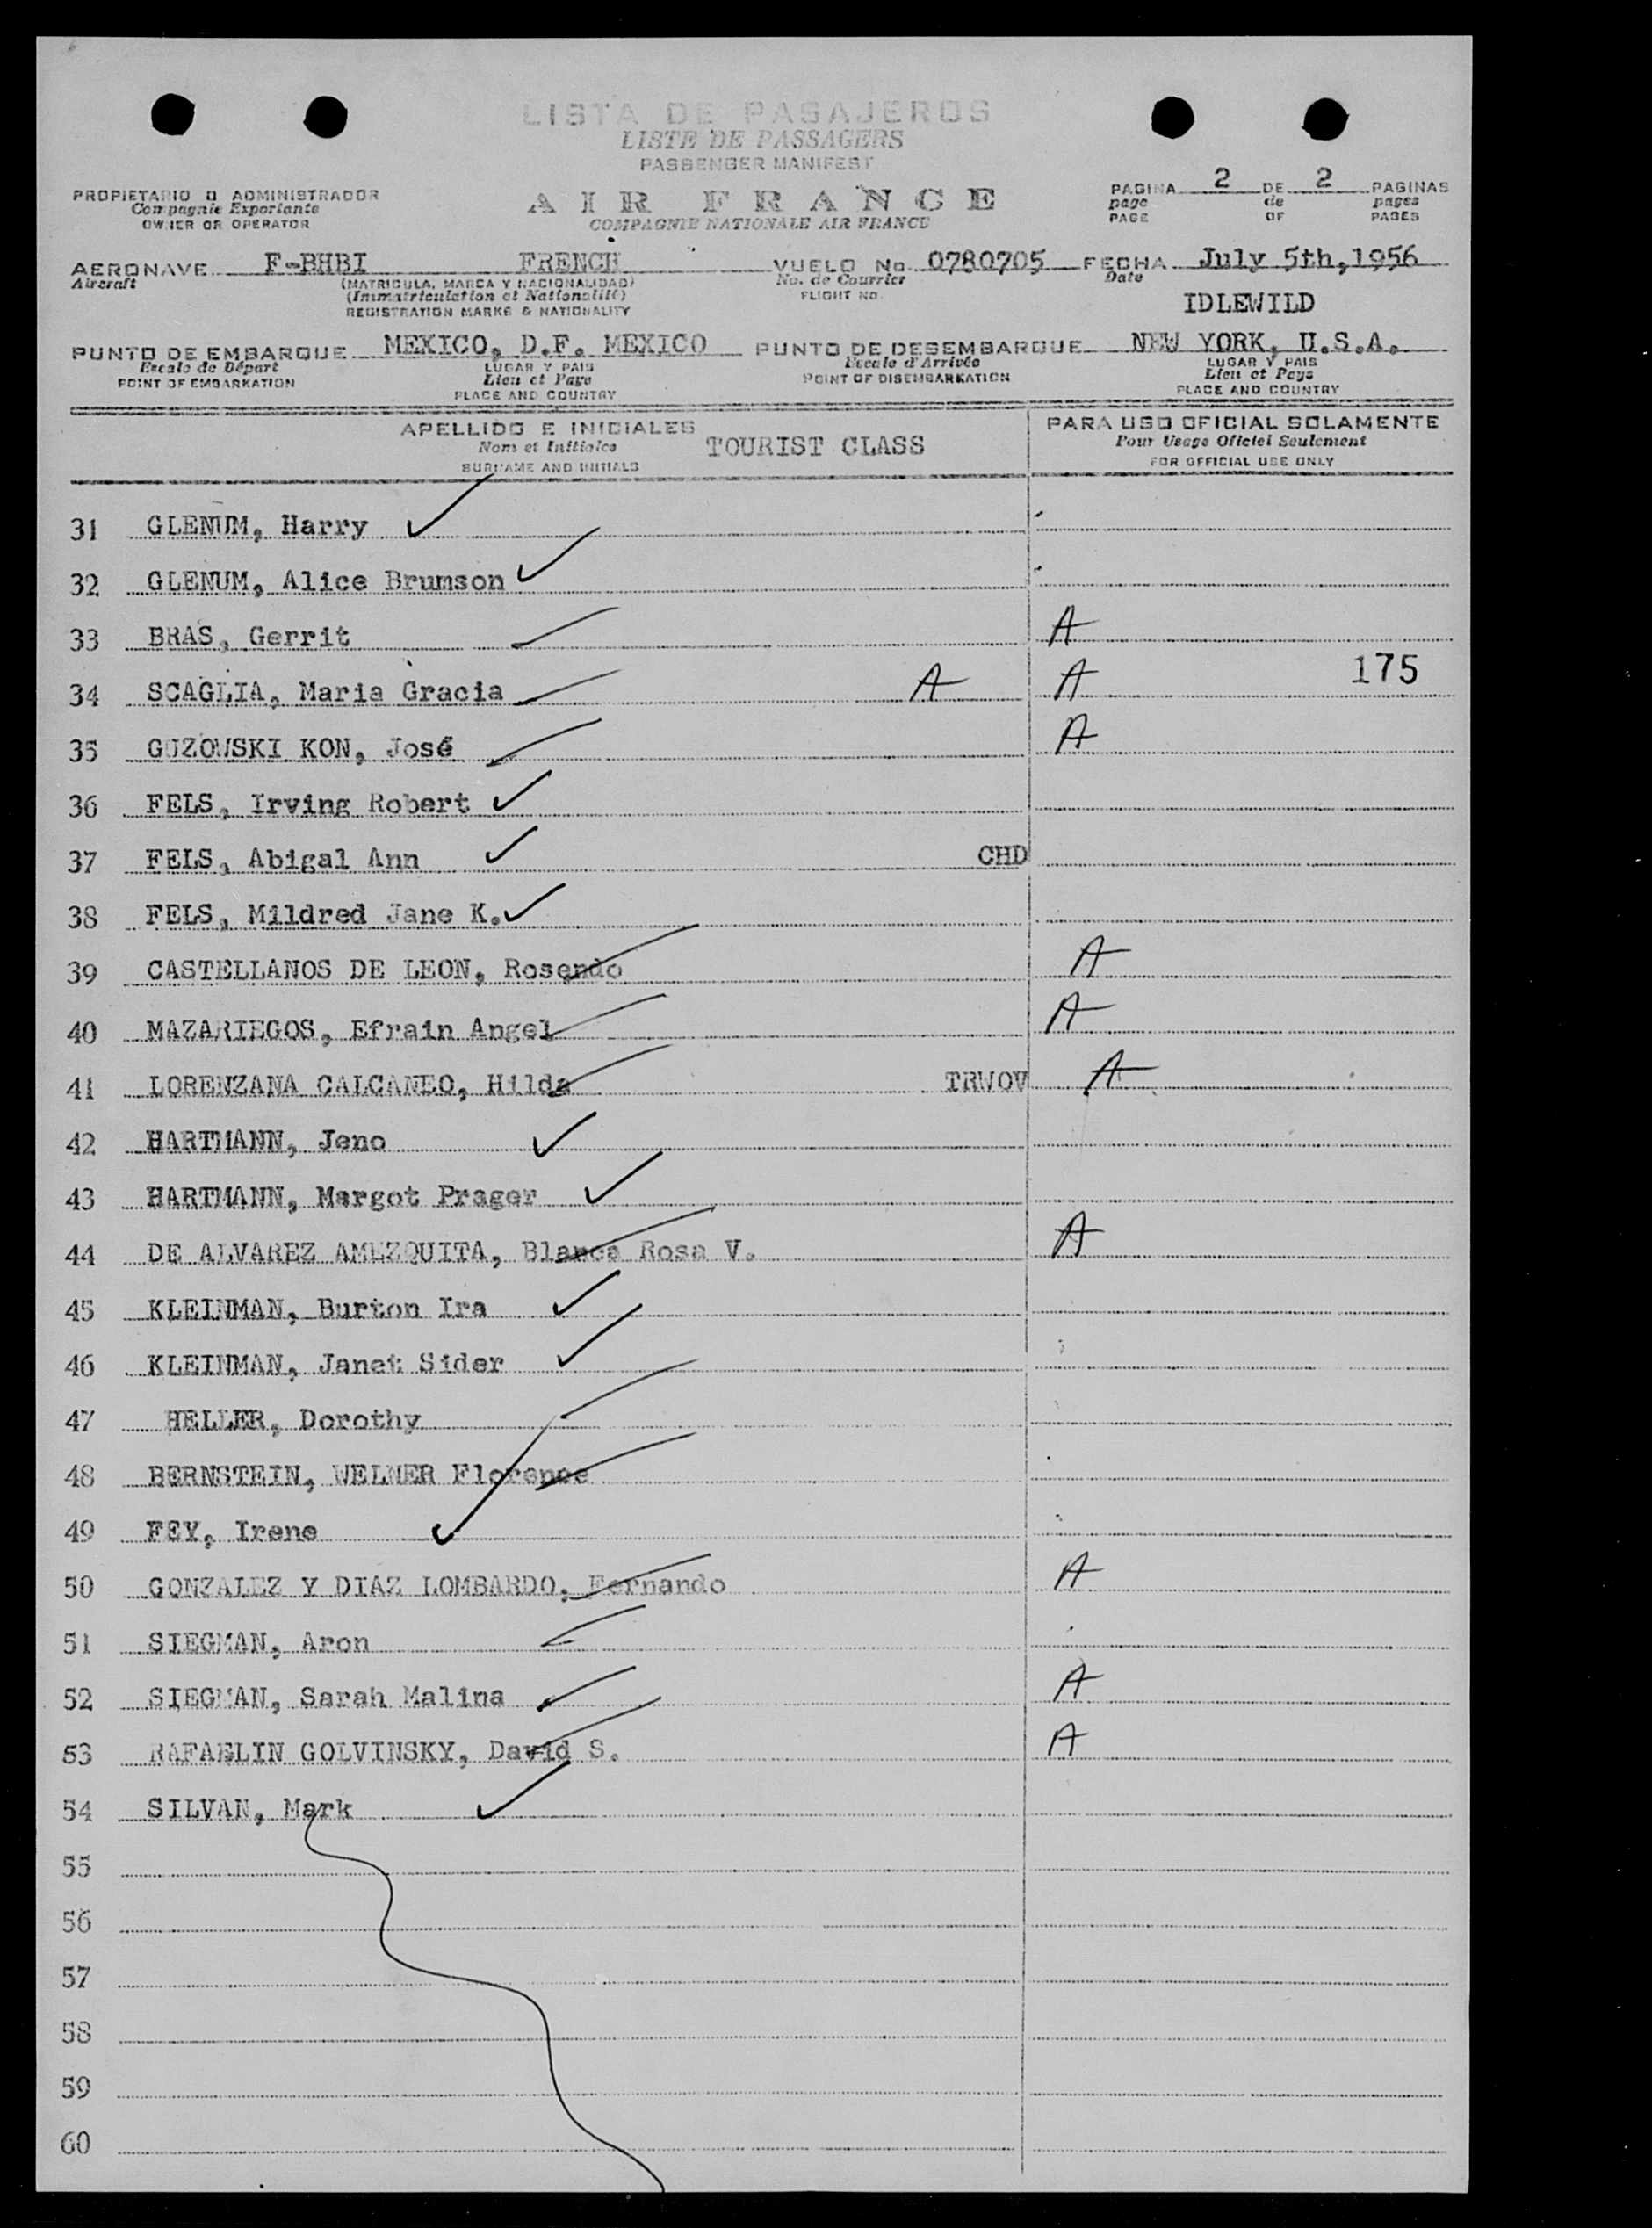 LISTA DE PASAJEROS
LISTE DE PASSAGERS
PASSENGER MANIFEST
PROPIETARIO O ADMINISTRADOR
Compagnie Exportante
OWNER OR OPERATOR
AIR FRANCE
COMPAGNIE NATIONALE AIR FRANCE
PAGINA 2 DE 2 PAGINAS
page de pages
PAGE OF PAGES
AERONAVE F-BHBI FRENCH VUELO No. 0780705 FECHA July 5th,1956
Aircraft (MATRICULA, MARCA Y NACIONALIDAD) No. de Courrier Date
(Immatriculation et Nationalité) FLIGHT NO.
REGISTRATION MARKS & NATIONALITY
IDLEWILD
PUNTO DE EMBARQUE MEXICO, D.F. MEXICO PUNTO DE DESEMBARQUE NEW YORK, U.S.A.
Escale de Départ LUGAR Y PAIS Escale d'Arrivée LUGAR Y PAIS
POINT OF EMBARKATION Lieu et Pays POINT OF DISEMBARKATION Lieu et Pays
PLACE AND COUNTRY PLACE AND COUNTRY
APELLIDO E INICIALES TOURIST CLASS PARA USO OFICIAL SOLAMENTE
Nom et Initiales Pour Usage Oficiel Seulement
SURNAME AND INITIALS FOR OFFICIAL USE ONLY
31 GLENUM, Harry
32 GLENUM, Alice Brumson
33 BRAS, Gerrit A
34 SCAGLIA, Maria Gracia A A 175
35 GUZOWSKI KON, José A
36 FELS, Irving Robert
37 FELS, Abigal Ann CHD
38 FELS, Mildred Jane K.
39 CASTELLANOS DE LEON, Rosendo A
40 MAZARIEGOS, Efrain Angel A
41 LORENZANA CALCANEO, Hilda TRWOV A
42 HARTMANN, Jeno
43 HARTMANN, Margot Prager
44 DE ALVAREZ AMEZQUITA, Blanca Rosa V. A
45 KLEINMAN, Burton Ira
46 KLEINMAN, Janet Sider
47 HELLER, Dorothy
48 BERNSTEIN, WELNER Florence
49 FEY, Irene
50 GONZALEZ Y DIAZ LOMBARDO, Fernando A
51 SIEGMAN, Aron
52 SIEGMAN, Sarah Malina A
53 RAFAELIN GOLVINSKY, David S. A
54 SILVAN, Mark
55
56
57
58
59
60